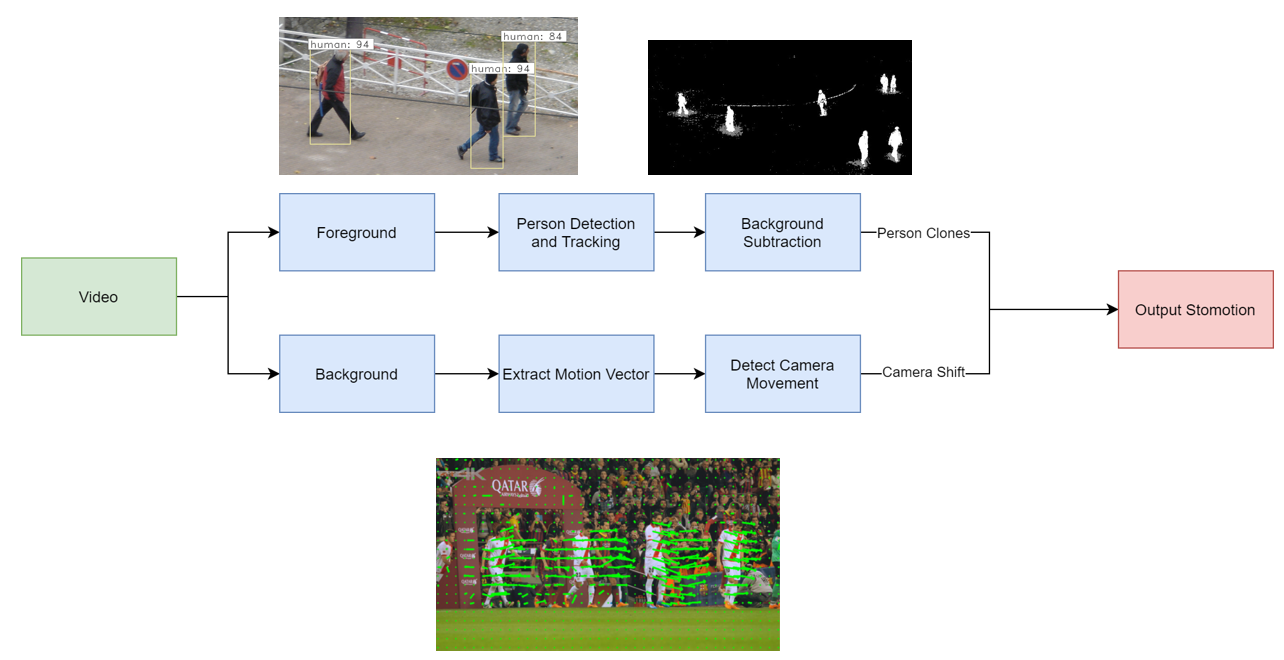 human: 94
human: 84
human: 94
Foreground
Person Detection
and Tracking
Background
Subtraction
Person Clones
Video
Output Stomotion
Background
Extract Motion Vector
Detect Camera
Movement
Camera Shift
4K
QATAR